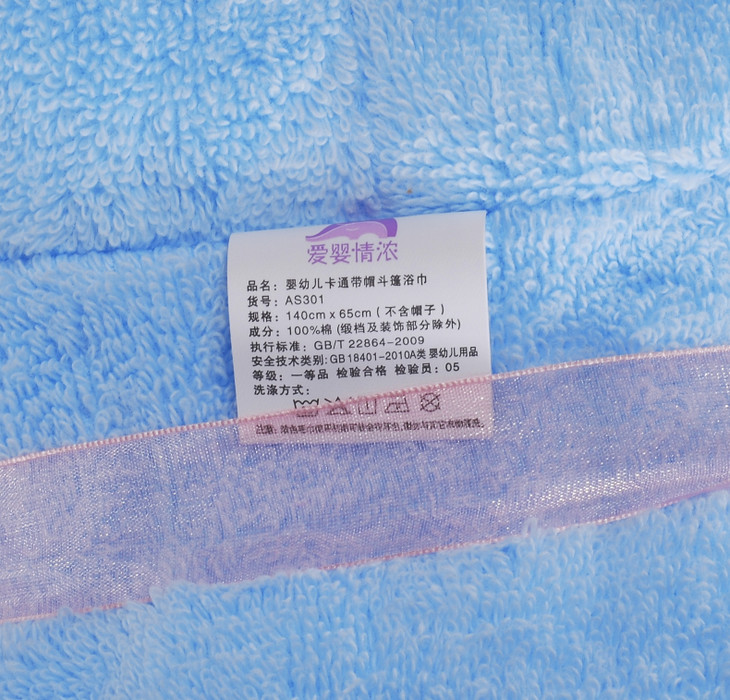 爱婴情浓
品名：婴幼儿卡通带帽斗篷浴巾
货号：AS301
规格：140cm x 65cm（不含帽子）
成分：100%棉(缎档及装饰部分除外)
执行标准：GB/T 22864-2009
安全技术类别:GB 18401-2010A类 婴幼儿用品
等级：一等品 检验合格 检验员：05
洗涤方式：
注意：